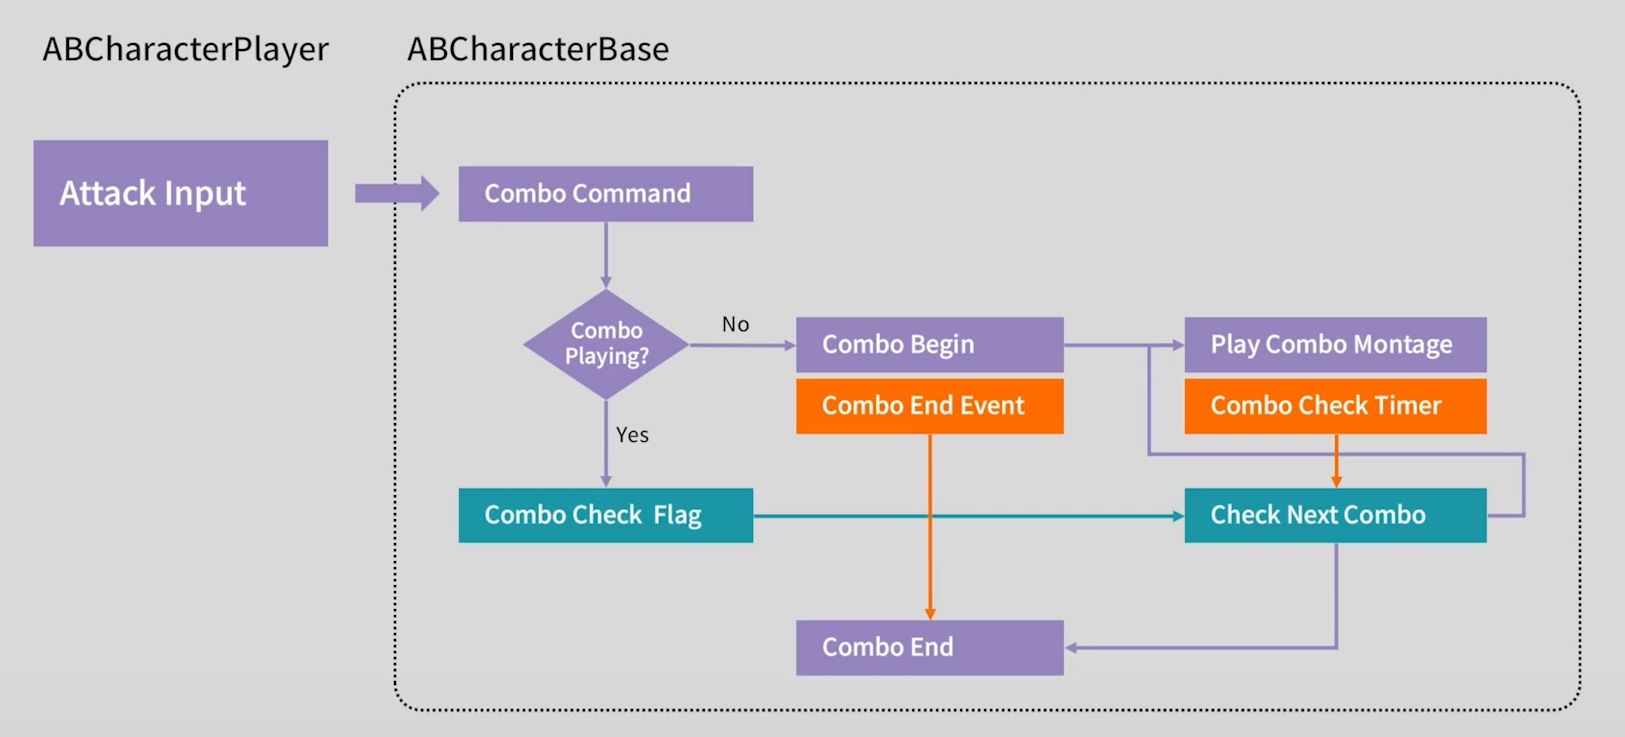 ABCharacterPlayer
ABCharacterBase
Attack Input
Combo Command
Combo
Playing?
No
Combo Begin
Play Combo Montage
Combo End Event
Combo Check Timer
Yes
Combo Check Flag
Check Next Combo
Combo End